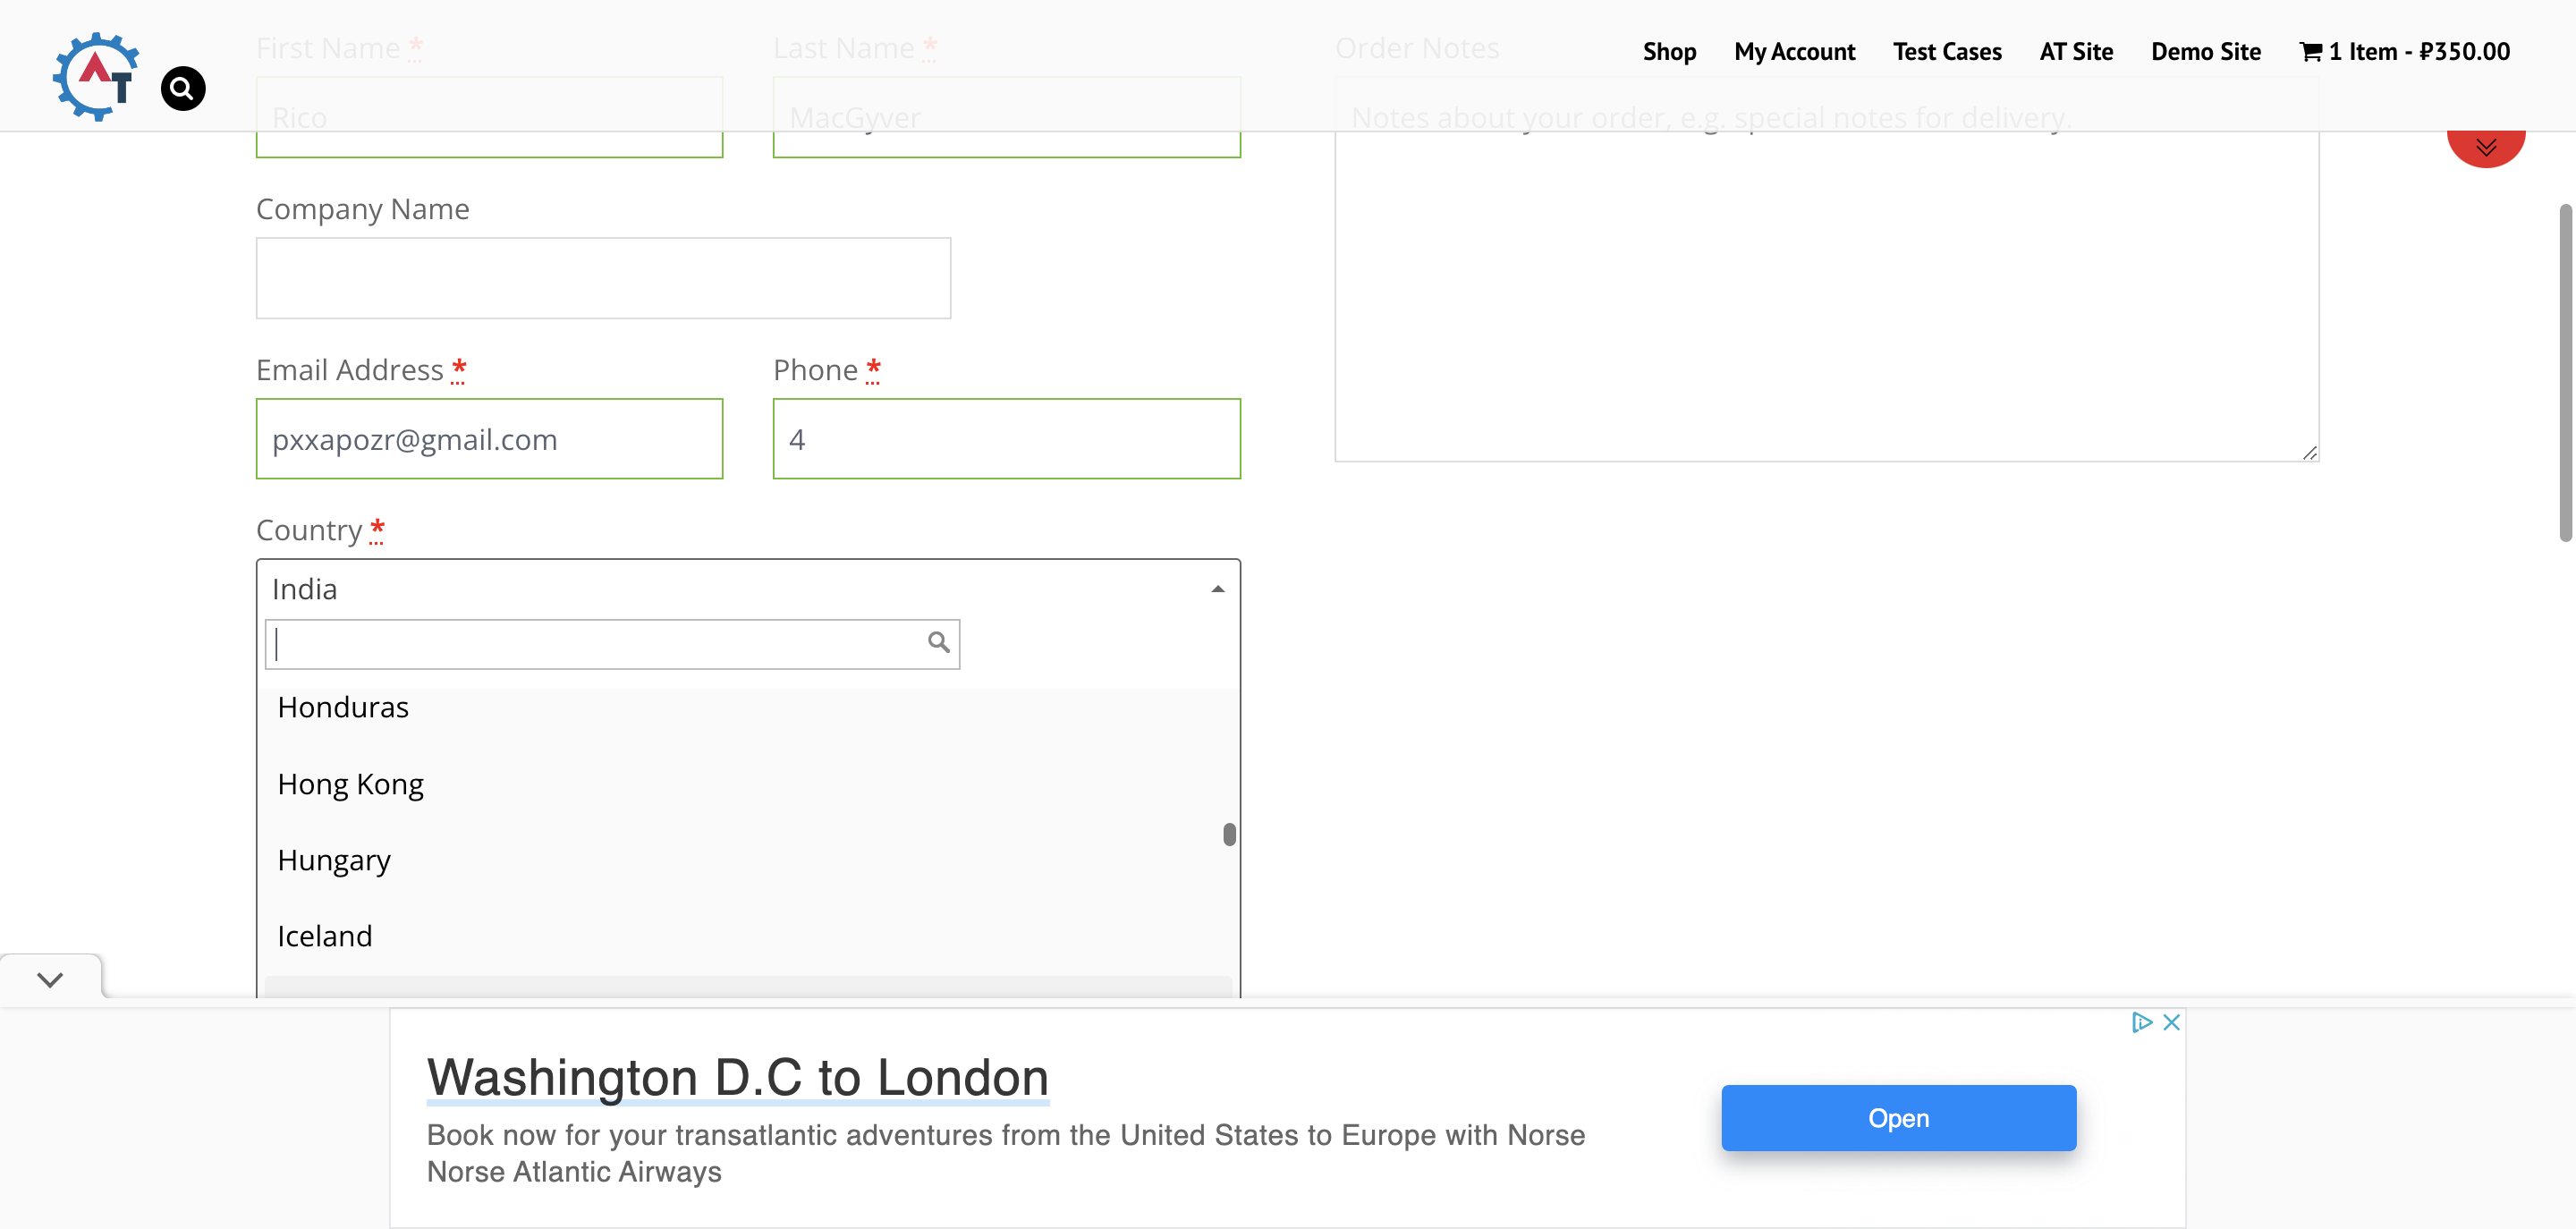 First Name *
Last Name *
Order Notes
Shop
My Account
Test Cases
AT Site
Demo Site
1 Item - ₽350.00
AT
Rico
MacGyver
Notes about your order, e.g. special notes for delivery.
Company Name
Email Address *
Phone *
pxxapozr@gmail.com
4
Country *
India
Honduras
Hong Kong
Hungary
Iceland
Washington D.C to London
Book now for your transatlantic adventures from the United States to Europe with Norse
Norse Atlantic Airways
Open